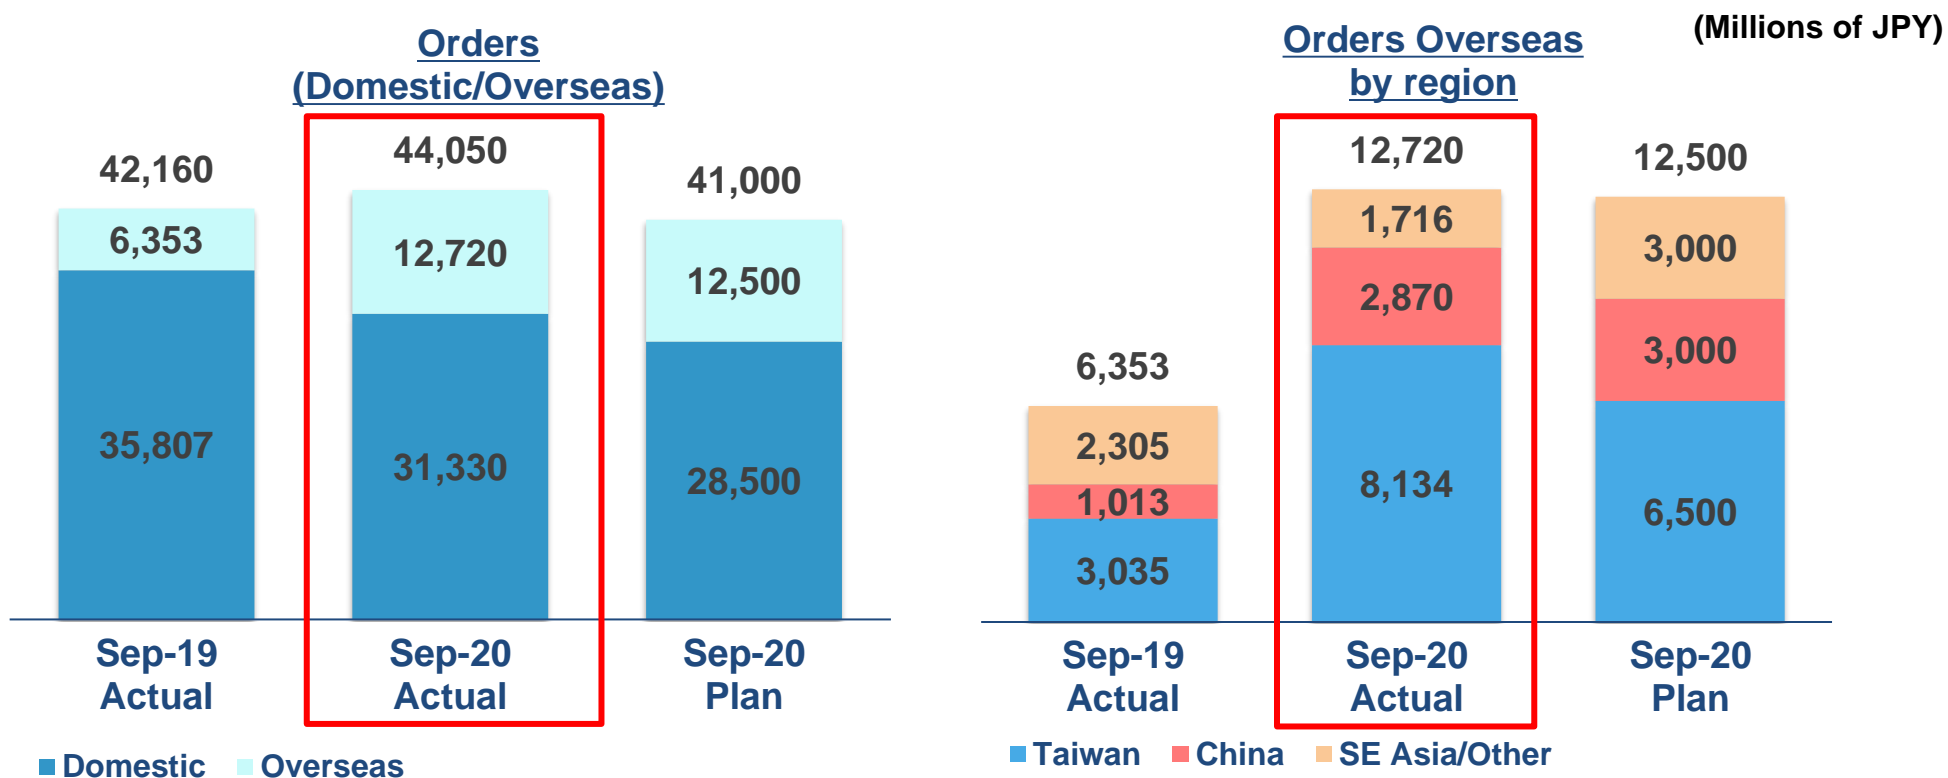 (Millions of JPY)
Orders
(Domestic/Overseas)
42,160
44,050
41,000
6,353
12,720
12,500
35,807
31,330
28,500
Sep-19
Actual
Sep-20
Actual
Sep-20
Plan
Domestic Overseas
Orders Overseas
by region
6,353
12,720
12,500
2,305
1,716
3,000
1,013
2,870
3,000
3,035
8,134
6,500
Sep-19
Actual
Sep-20
Actual
Sep-20
Plan
Taiwan China SE Asia/Other